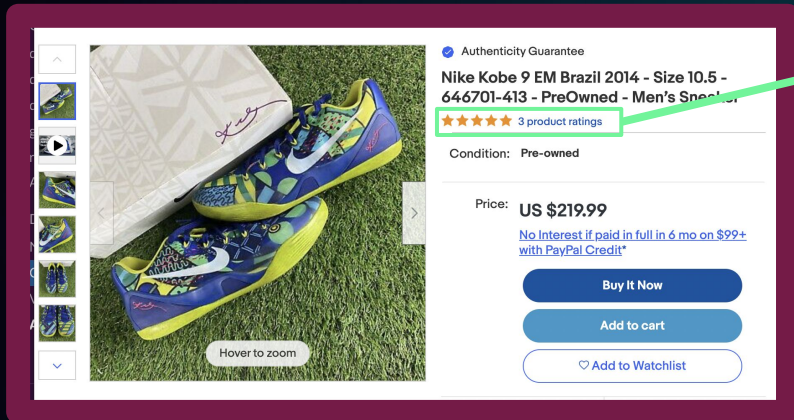 Authenticity Guarantee
Nike Kobe 9 EM Brazil 2014 - Size 10.5 -
646701-413 - PreOwned - Men's Sneaker
3 product ratings
Condition: Pre-owned
Price: US $219.99
No Interest if paid in full in 6 mo on $99+
with PayPal Credit*
Buy It Now
Add to cart
Add to Watchlist
Hover to zoom